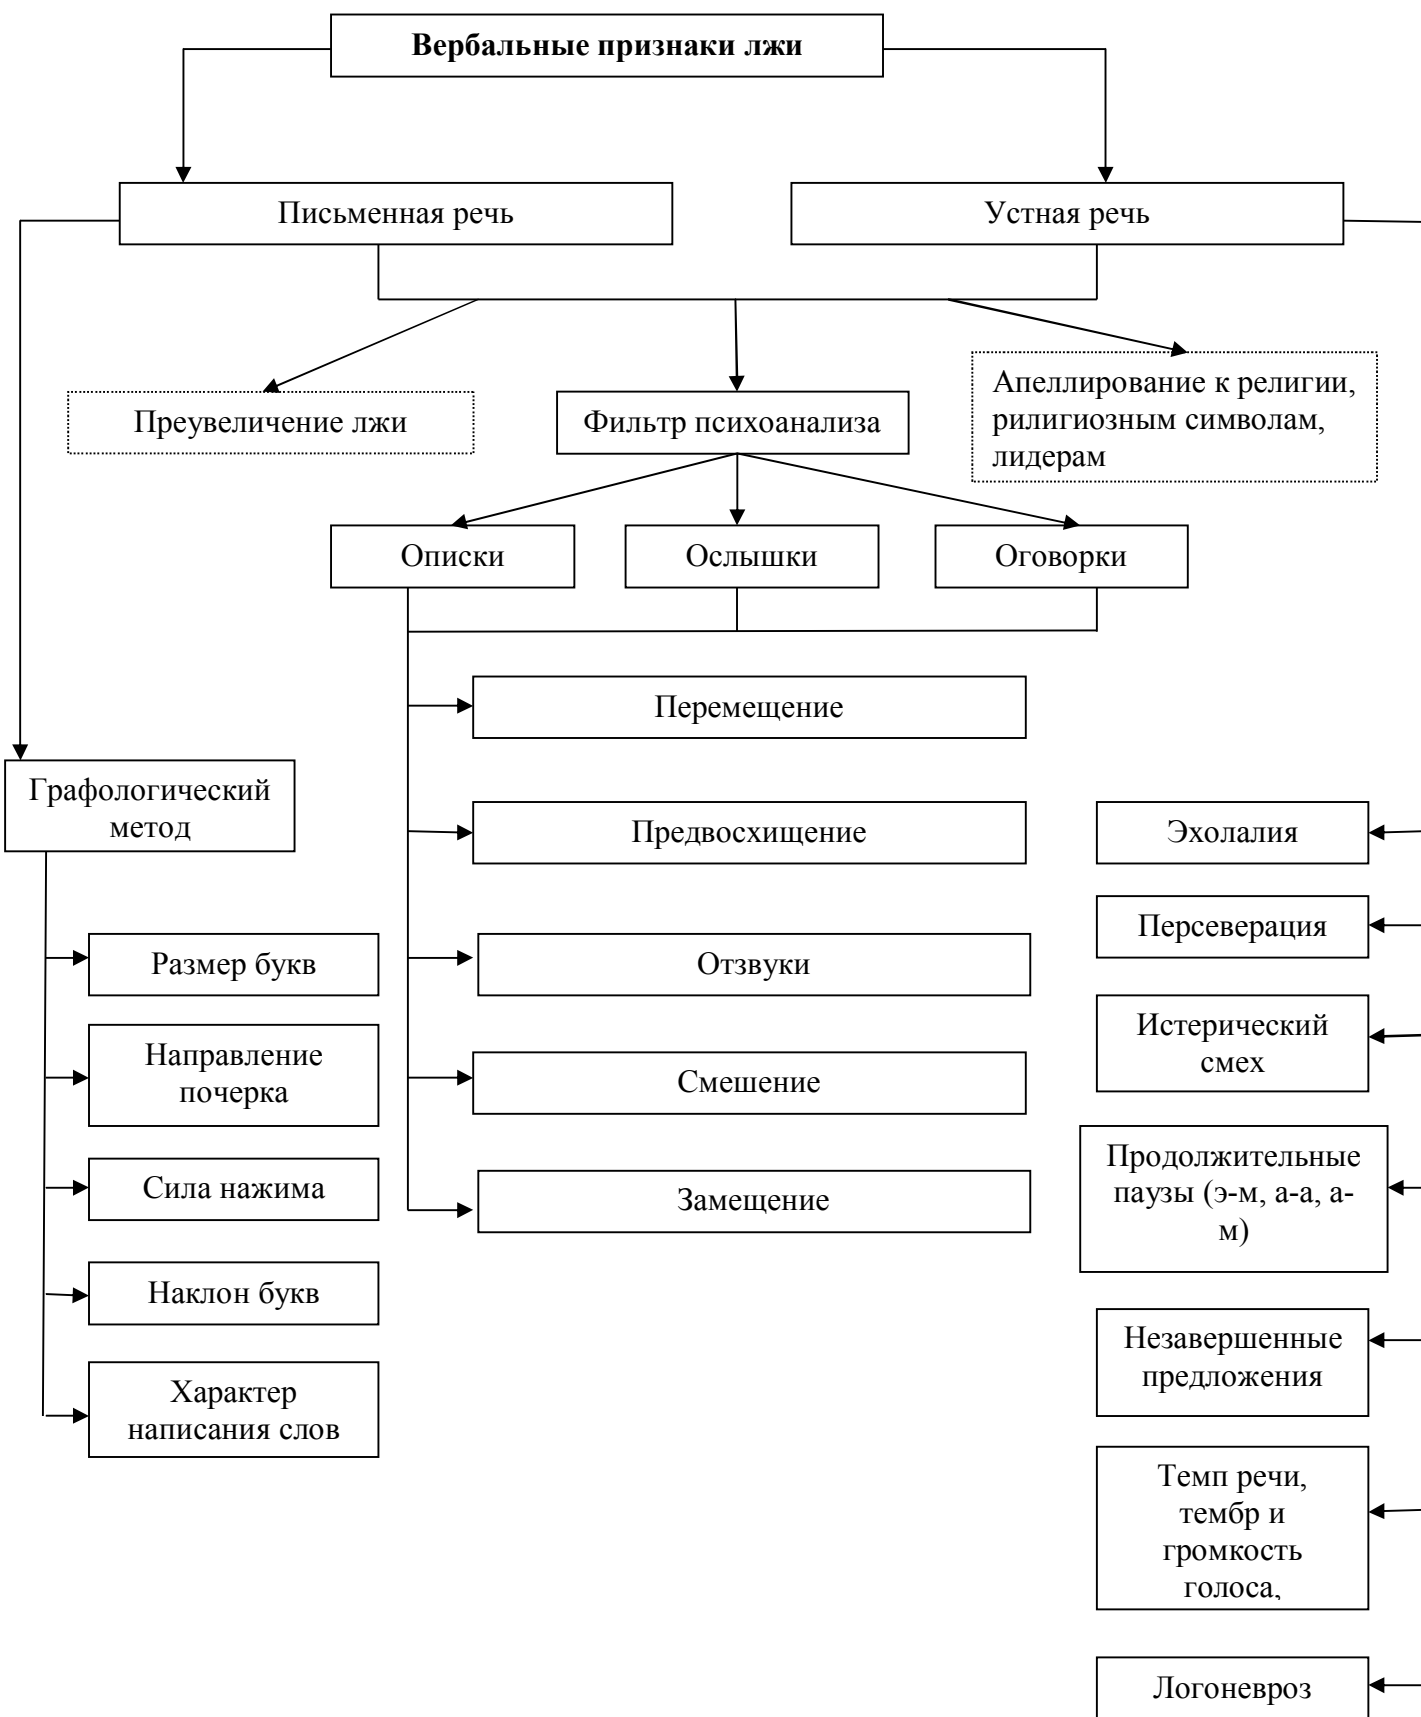 Вербальные признаки лжи
Письменная речь
Устная речь
Преувеличение лжи
Фильтр психоанализа
Апеллирование к религии,
рилигиозным символам,
лидерам
Описки
Ослышки
Оговорки
Перемещение
Графологический
метод
Предвосхищение
Эхолалия
Персеверация
Размер букв
Отзвуки
Истерический
смех
Направление
почерка
Смешение
Продолжительные
паузы (э-м, а-а, а-
м)
Сила нажима
Замещение
Наклон букв
Незавершенные
предложения
Характер
написания слов
Темп речи,
тембр и
громкость
голоса,
Логоневроз